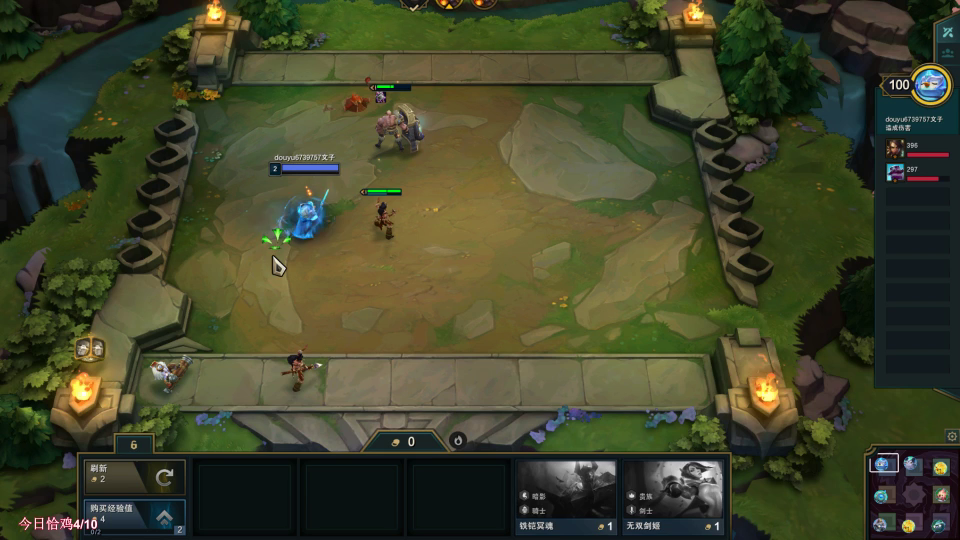 100
douyu6739757文子
造成伤害
396
297
douyu6739757文子
2
6
0
刷新
2
购买经验值
4
0/2
2
暗影
骑士
铁铠冥魂
1
贵族
剑士
无双剑姬
1
今日恰鸡4/10